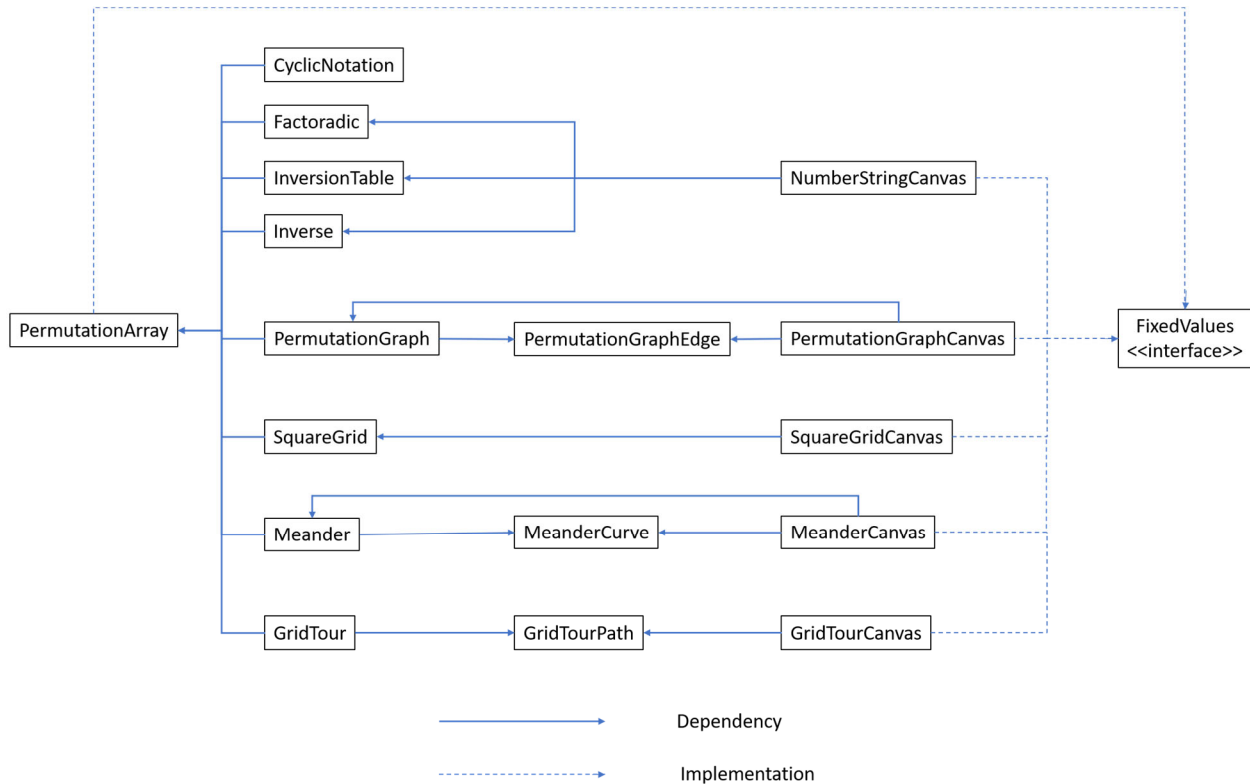 CyclicNotation
Factoradic
InversionTable
NumberStringCanvas
Inverse
PermutationArray
PermutationGraph
PermutationGraphEdge
PermutationGraphCanvas
FixedValues
<<interface>>
SquareGrid
SquareGridCanvas
Meander
MeanderCurve
MeanderCanvas
GridTour
GridTourPath
GridTourCanvas
Dependency
Implementation